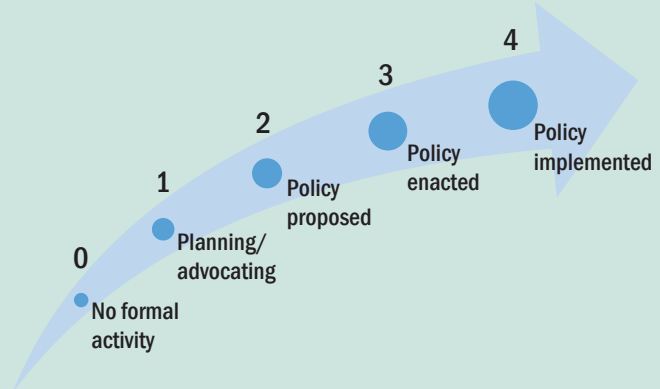 0
No formal
activity
1
Planning/
advocating
2
Policy
proposed
3
Policy
enacted
4
Policy
implemented